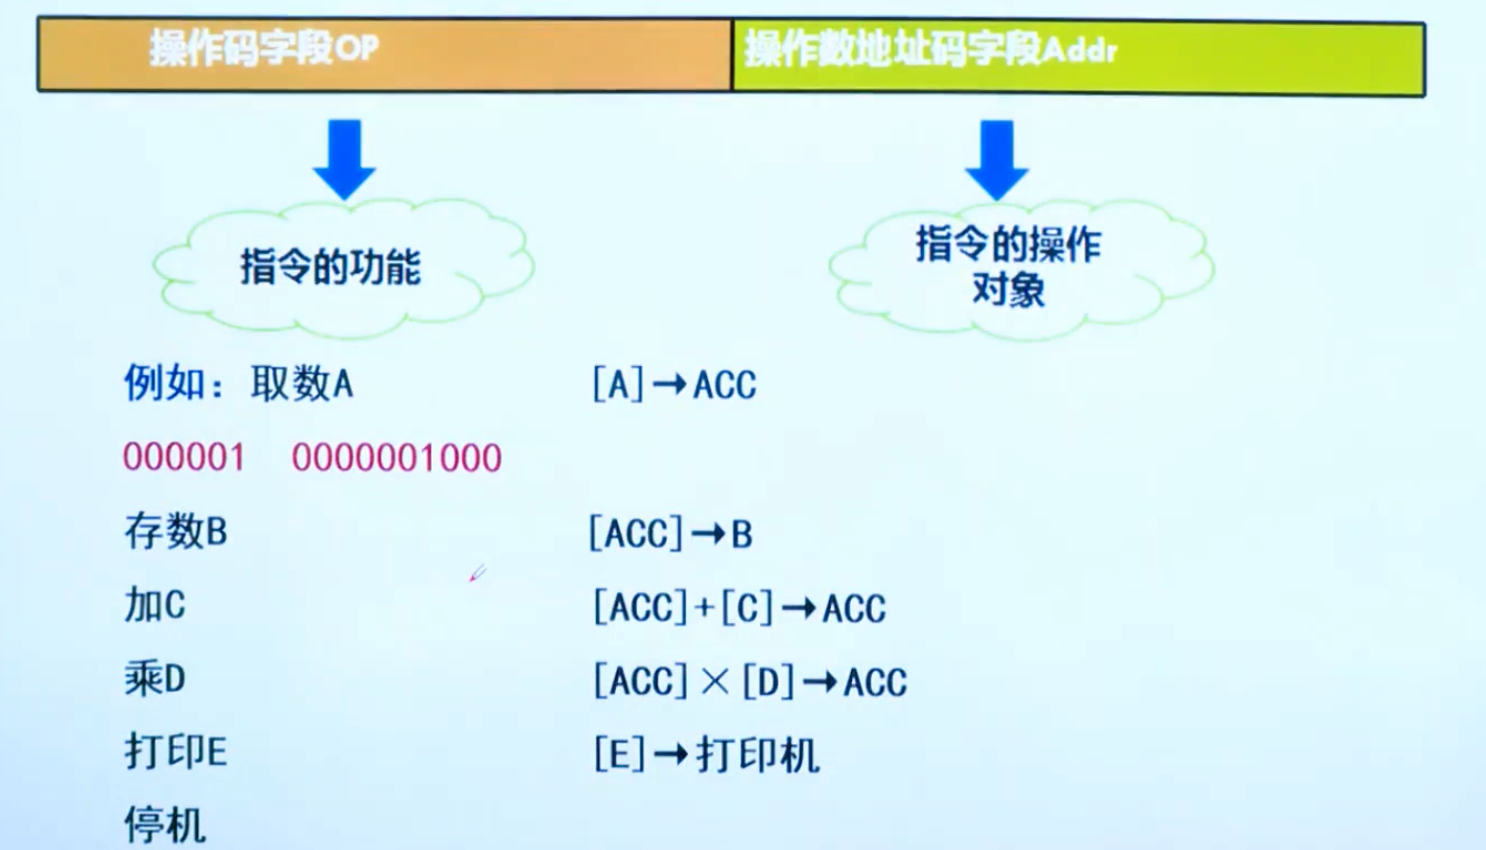 操作码字段OP 操作数地址码字段Addr
指令的功能 指令的操作
对象
例如：取数A [A]→ACC
000001 0000001000
存数B [ACC]→B
加C [ACC]+[C]→ACC
乘D [ACC]×[D]→ACC
打印E [E]→打印机
停机